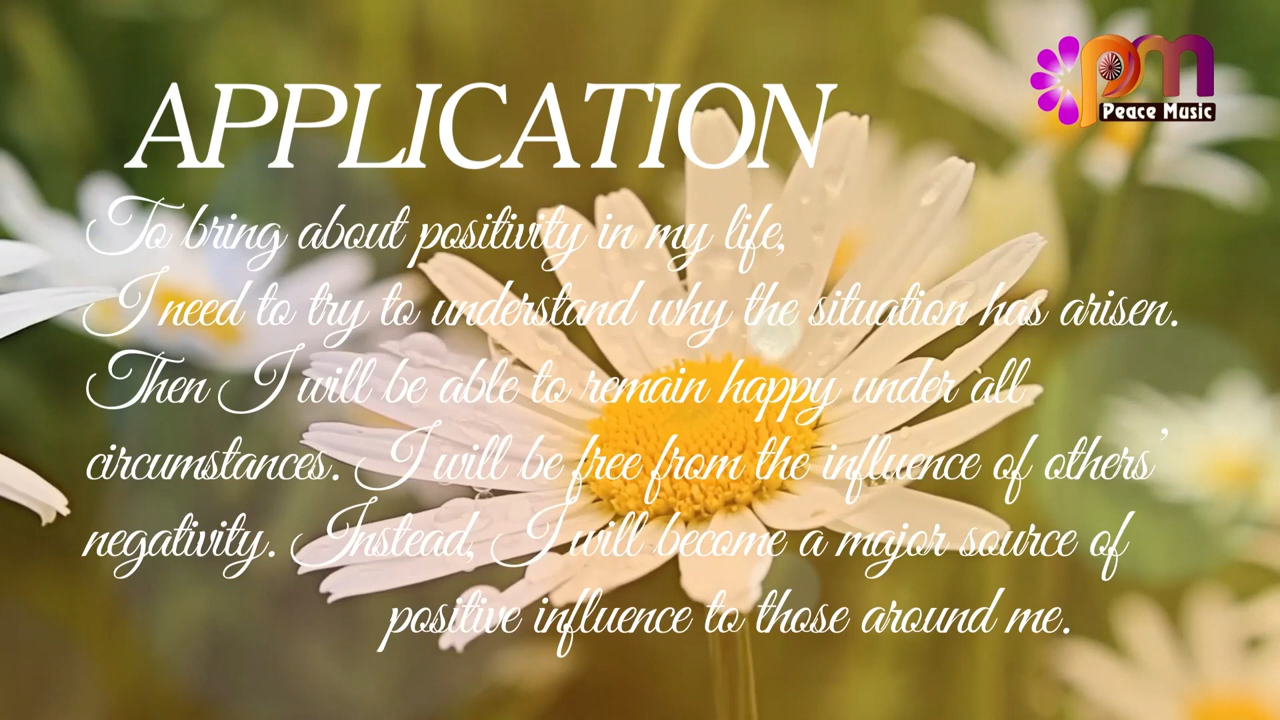 pm
Peace Music
APPLICATION
To bring about positivity in my life,
I need to try to understand why the situation has arisen.
Then I will be able to remain happy under all
circumstances. I will be free from the influence of others'
negativity. Instead, I will become a major source of
positive influence to those around me.